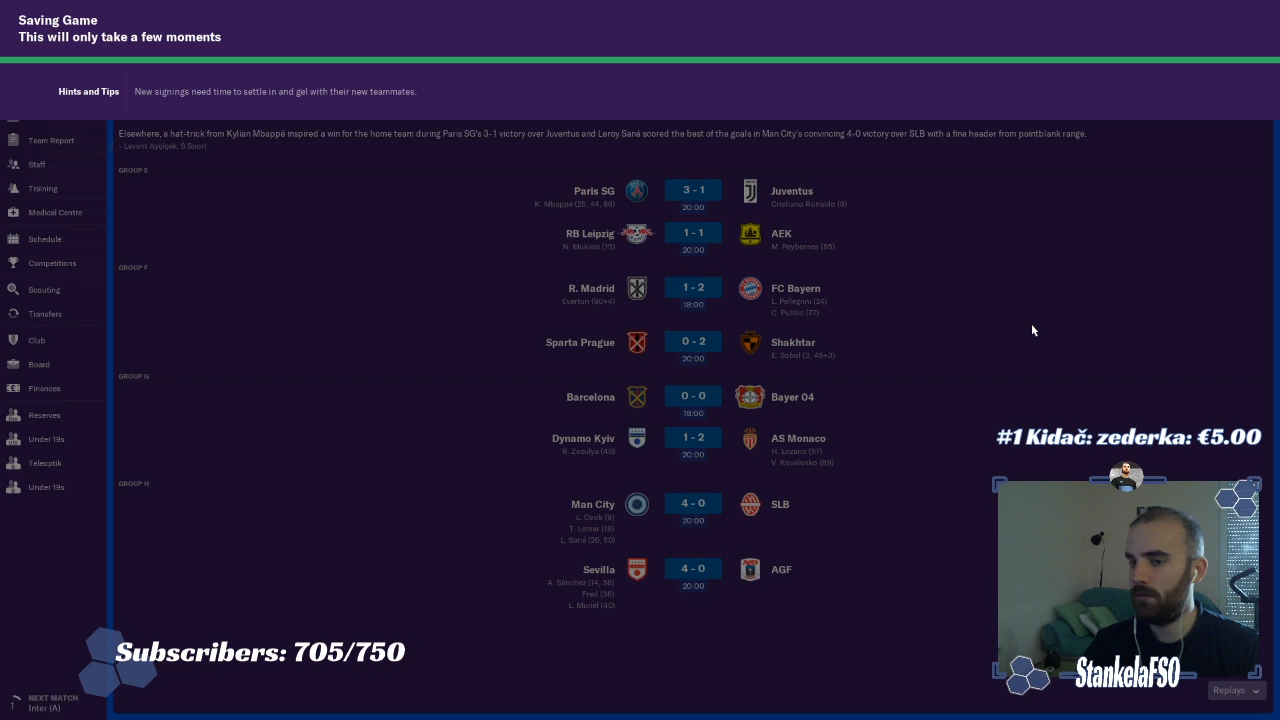 Saving Game
This will only take a few moments
Hints and Tips
New signings need time to settle in and gel with their new teammates.
Elsewhere, a hat-trick from Kylian Mbappé inspired a win for the home team during Paris SG's 3-1 victory over Juventus and Leroy Sané scored the best of the goals in Man City's convincing 4-0 victory over SLB with a fine header from pointblank range.
- Levent Ayçiçek, S Sport
Team Report
Staff
Training
Medical Centre
Schedule
Competitions
Scouting
Transfers
Club
Board
Finances
Reserves
Under 19s
Teleoptik
Under 19s
GROUP E
Paris SG 3 - 1 Juventus
K. Mbappé (25, 44, 86) 20:00 Cristiano Ronaldo (6)
RB Leipzig 1 - 1 AEK
N. Mukiele (15) 20:00 M. Peybernes (85)
GROUP F
R. Madrid 1 - 2 FC Bayern
Everton (90+4) 18:00 L. Pellegrini (24)
C. Pulisic (77)
Sparta Prague 0 - 2 Shakhtar
20:00 E. Sobol (3, 45+3)
GROUP G
Barcelona 0 - 0 Bayer 04
18:00
Dynamo Kyiv 1 - 2 AS Monaco
R. Zozulya (40) 20:00 H. Lozano (57)
V. Kovalenko (89)
GROUP H
Man City 4 - 0 SLB
L. Cook (9) 20:00
T. Lemar (19)
L. Sané (26, 50)
Sevilla 4 - 0 AGF
A. Sánchez (14, 38) 20:00
Fred (36)
L. Muriel (40)
#1 Kidač: zederka: €5.00
Subscribers: 705/750
StankelaFSO
Replays
1 NEXT MATCH
Inter (A)